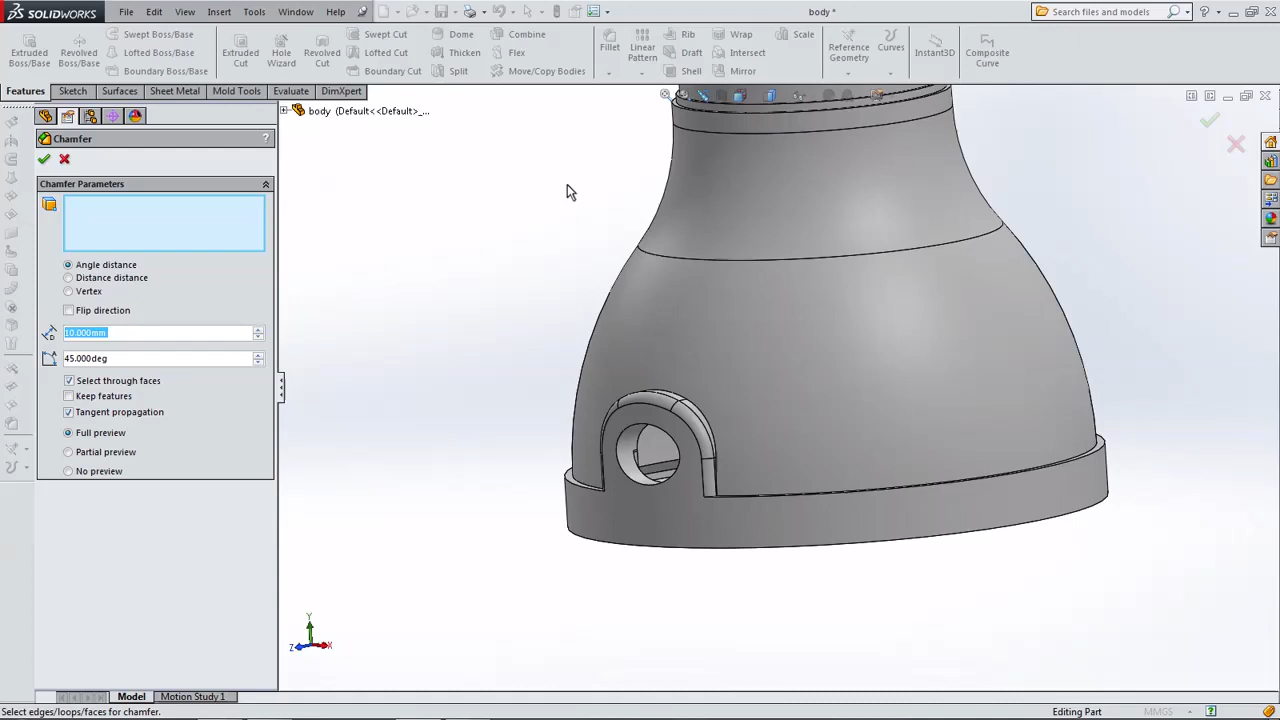 SOLIDWORKS File Edit View Insert Tools Window Help body * Search files and models
Extruded Boss/Base Revolved Boss/Base Swept Boss/Base Lofted Boss/Base Boundary Boss/Base Extruded Cut Hole Wizard Revolved Cut Swept Cut Lofted Cut Boundary Cut Dome Thicken Split Combine Flex Move/Copy Bodies Fillet Linear Pattern Rib Draft Shell Wrap Intersect Mirror Scale Reference Geometry Curves Instant3D Composite Curve
Features Sketch Surfaces Sheet Metal Mold Tools Evaluate DimXpert
body (Default<<Default>_...
Chamfer ?
Chamfer Parameters
Angle distance
Distance distance
Vertex
Flip direction
D 10.000mm
A 45.000deg
Select through faces
Keep features
Tangent propagation
Full preview
Partial preview
No preview
Y
Z X
Model Motion Study 1
Select edges/loops/faces for chamfer. Editing Part MMGS ?